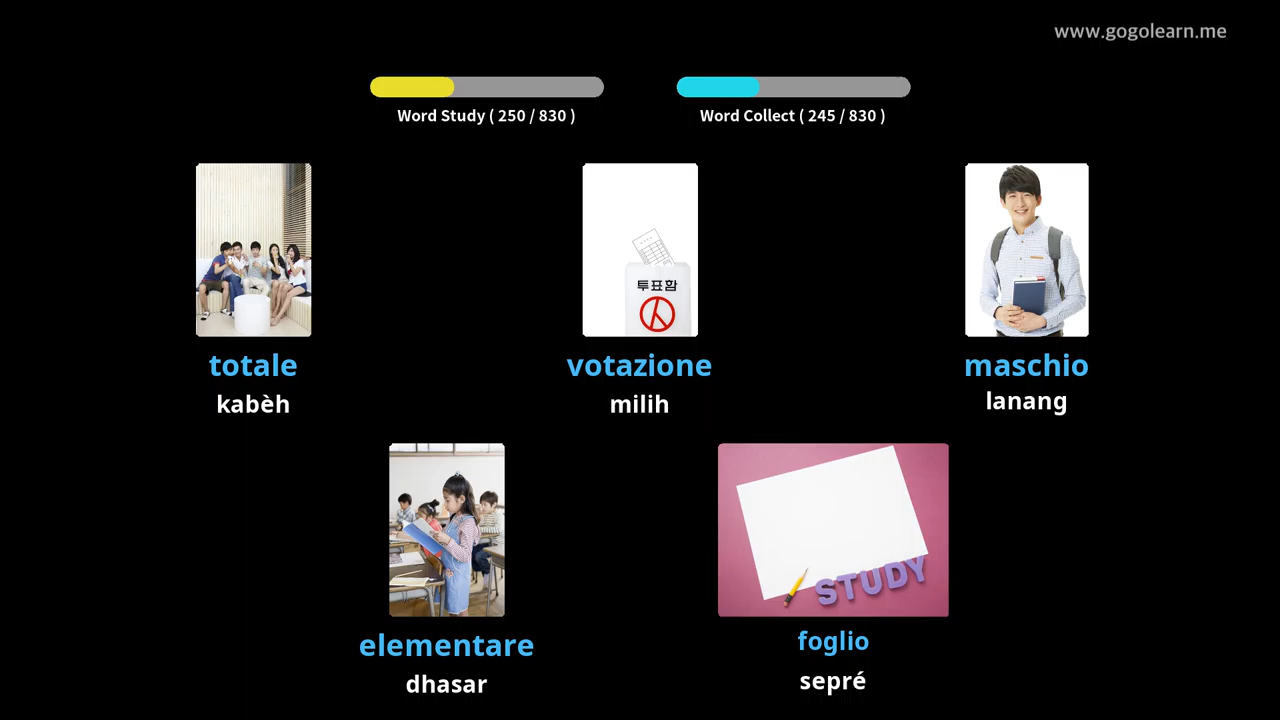 www.gogolearn.me
Word Study ( 250 / 830 )
Word Collect ( 245 / 830 )
투표함
totale
kabèh
votazione
milih
maschio
lanang
STUDY
elementare
dhasar
foglio
sepré